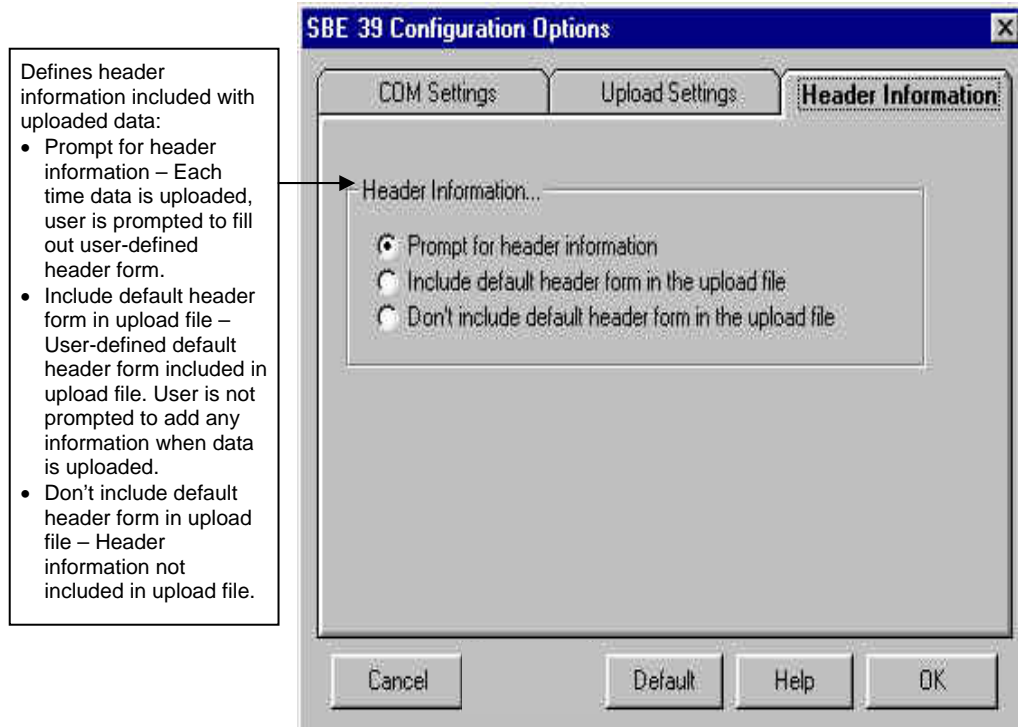 SBE 39 Configuration Options
COM Settings
Upload Settings
Header Information
Defines header
information included with
uploaded data:
• Prompt for header
information – Each
time data is uploaded,
user is prompted to fill
out user-defined
header form.
• Include default header
form in upload file –
User-defined default
header form included in
upload file. User is not
prompted to add any
information when data
is uploaded.
• Don’t include default
header form in upload
file – Header
information not
included in upload file.
Header Information...
Prompt for header information
Include default header form in the upload file
Don't include default header form in the upload file
Cancel
Default
Help
OK